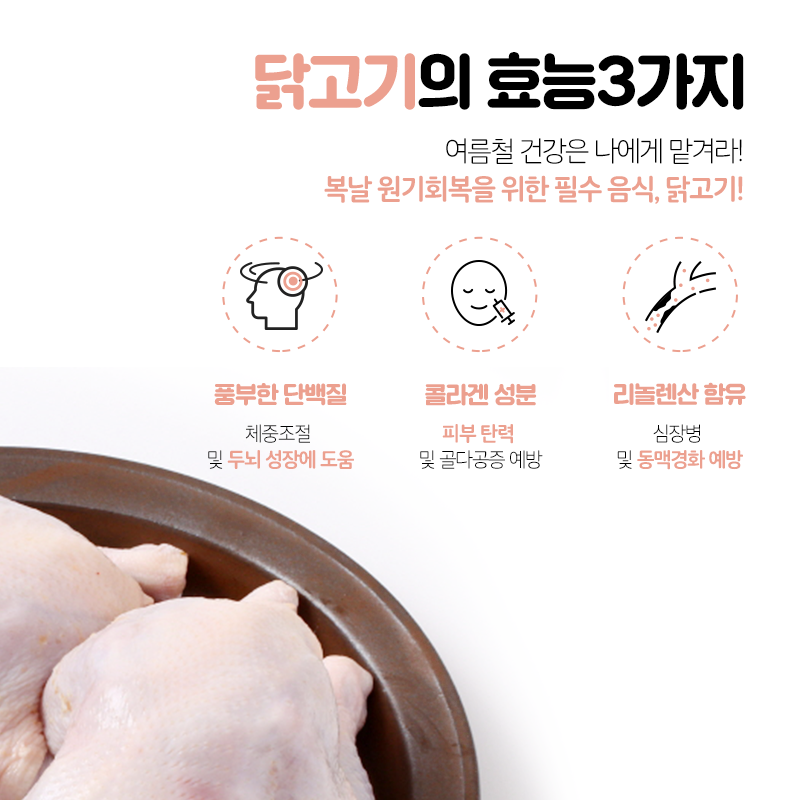 닭고기의 효능3가지
여름철 건강은 나에게 맡겨라!
복날 원기회복을 위한 필수 음식, 닭고기!
풍부한 단백질
체중조절
및 두뇌 성장에 도움
콜라겐 성분
피부 탄력
및 골다공증 예방
리놀렌산 함유
심장병
및 동맥경화 예방